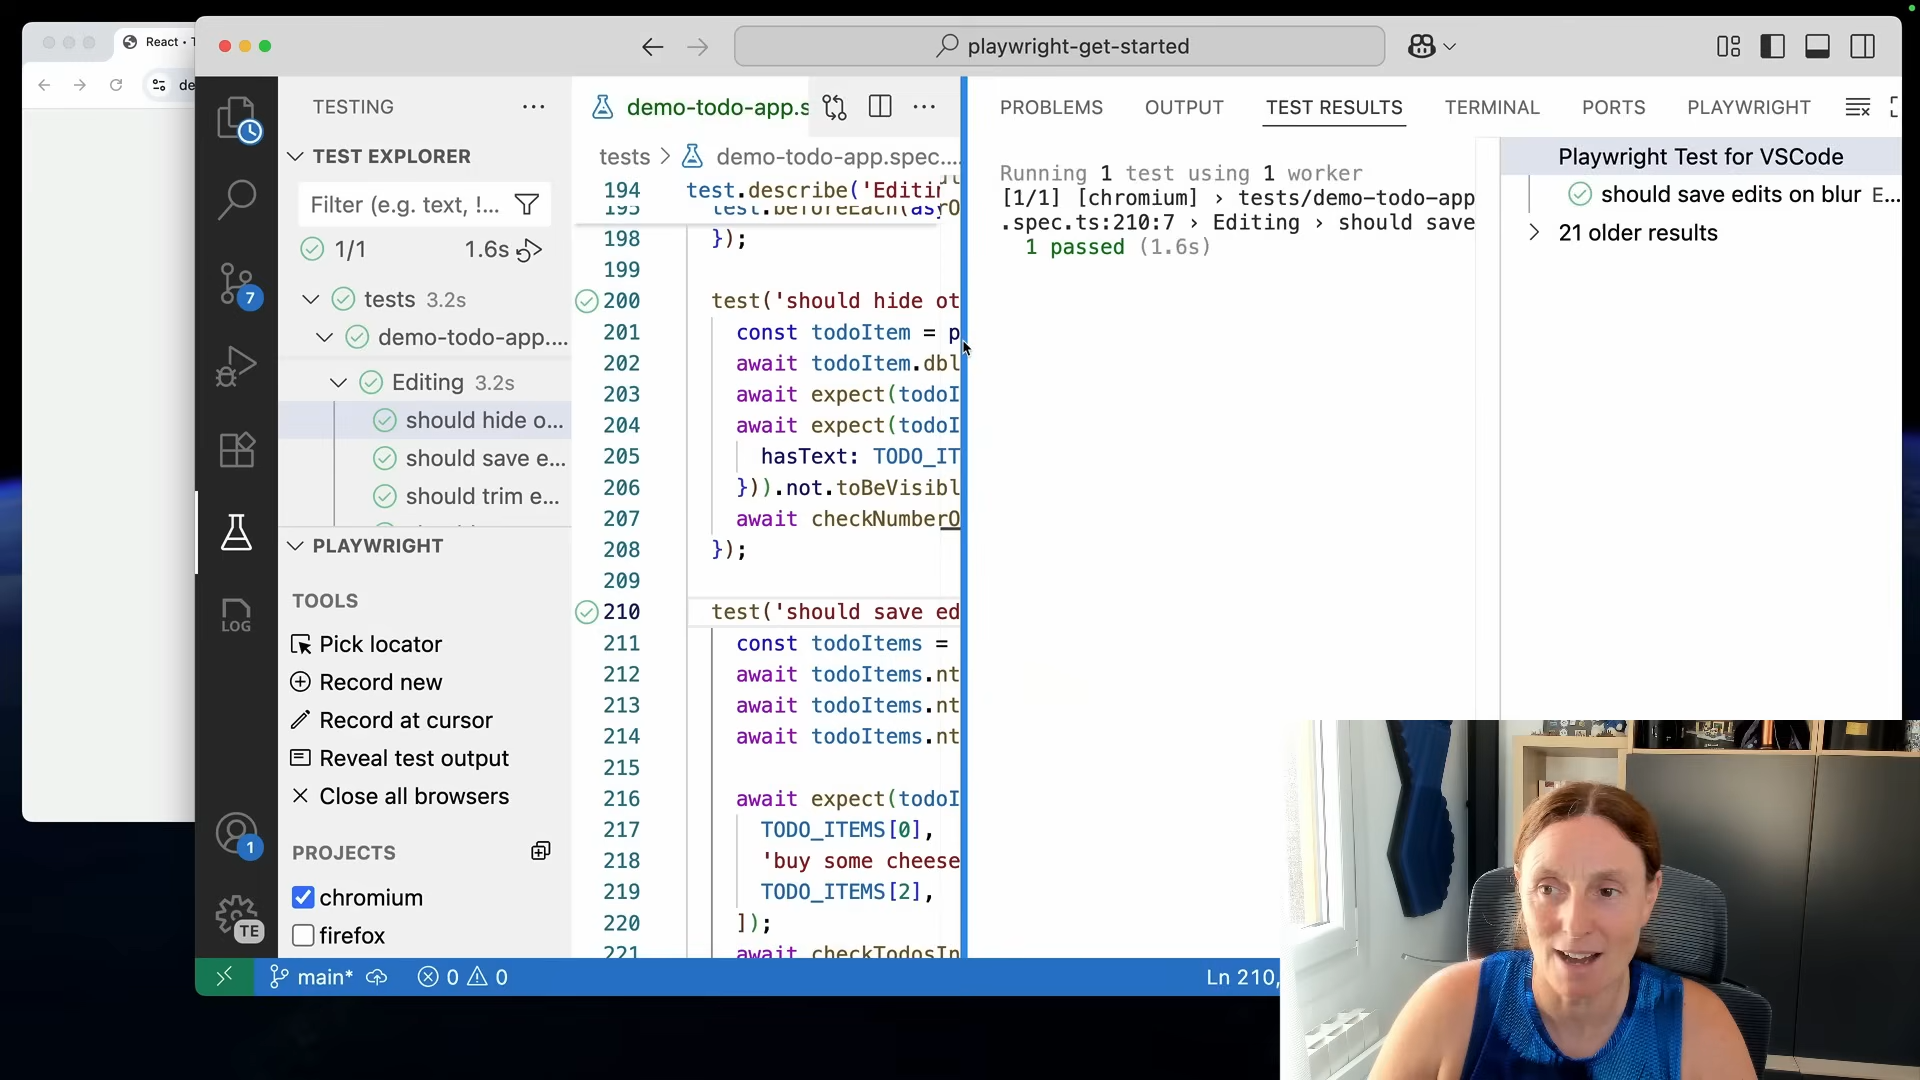 React • T
de
playwright-get-started
TESTING
TEST EXPLORER
Filter (e.g. text, !...
1/1
1.6s
tests 3.2s
demo-todo-app....
Editing 3.2s
should hide o...
should save e...
should trim e...
PLAYWRIGHT
TOOLS
Pick locator
Record new
Record at cursor
Reveal test output
Close all browsers
PROJECTS
chromium
firefox
7
LOG
1
TE
demo-todo-app.s
tests > demo-todo-app.spec....
194 test.describe('Editin
195 test.beforeEach(asy
198 });
199
200 test('should hide ot
201 const todoItem = p
202 await todoItem.dbl
203 await expect(todoI
204 await expect(todoI
205 hasText: TODO_IT
206 })).not.toBeVisibl
207 await checkNumberO
208 });
209
210 test('should save ed
211 const todoItems =
212 await todoItems.nt
213 await todoItems.nt
214 await todoItems.nt
215
216 await expect(todoI
217 TODO_ITEMS[0],
218 'buy some cheese
219 TODO_ITEMS[2],
220 ]);
221 await checkTodosIn
PROBLEMS
OUTPUT
TEST RESULTS
TERMINAL
PORTS
PLAYWRIGHT
Running 1 test using 1 worker
[1/1] [chromium] › tests/demo-todo-app
.spec.ts:210:7 › Editing › should save
1 passed (1.6s)
Playwright Test for VSCode
should save edits on blur E...
21 older results
main*
0
0
Ln 210,